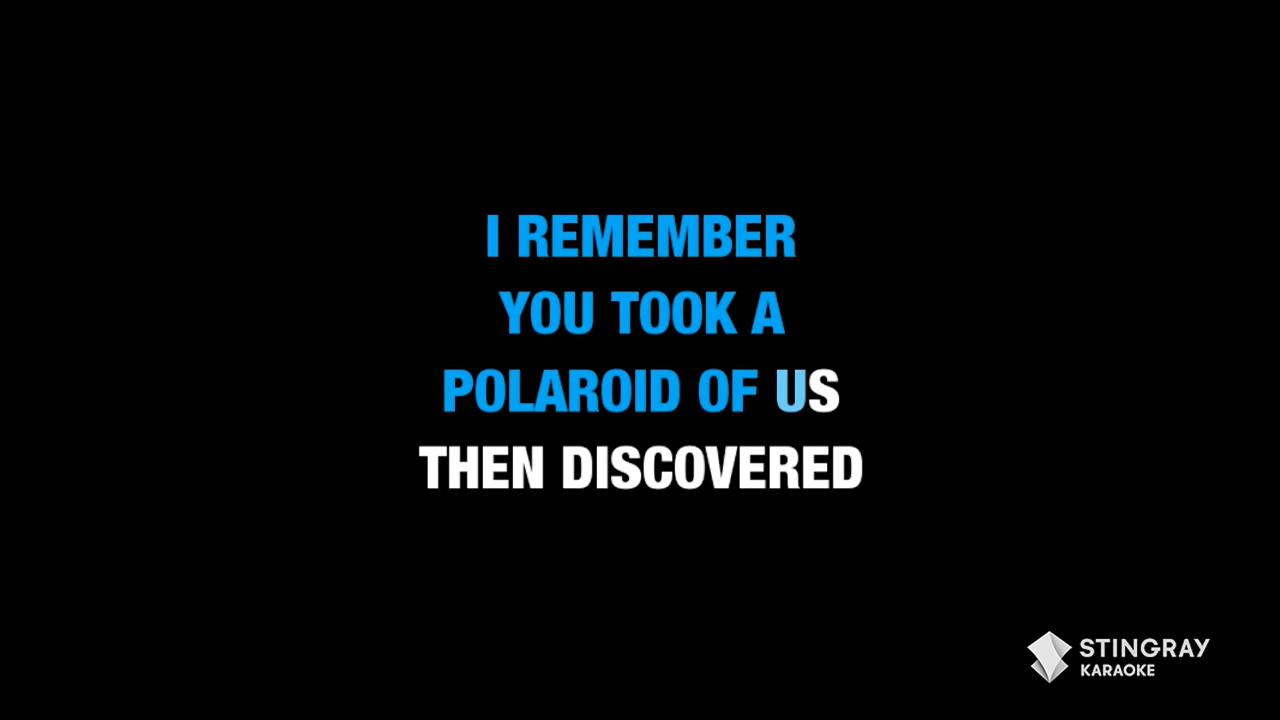 I REMEMBER
YOU TOOK A
POLAROID OF US
THEN DISCOVERED
STINGRAY
KARAOKE